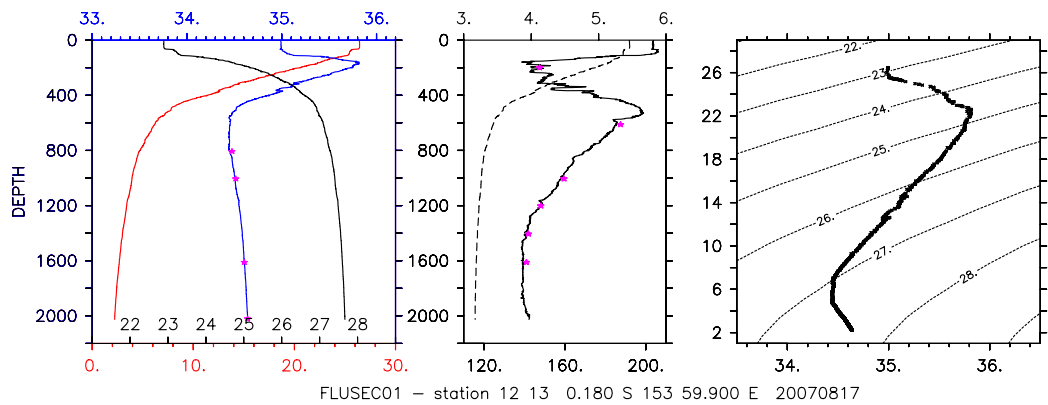 33. 34. 35. 36.
3. 4. 5. 6.
0 0
400 400
800 800
1200 1200
1600 1600
2000 2000
DEPTH
22 23 24 25 26 27 28
0. 10. 20. 30.
120. 160. 200.
26
22
18
14
10
6
2
22.
23.
24.
25.
26.
27.
28.
34. 35. 36.
FLUSEC01 – station 12 13 0.180 S 153 59.900 E 20070817